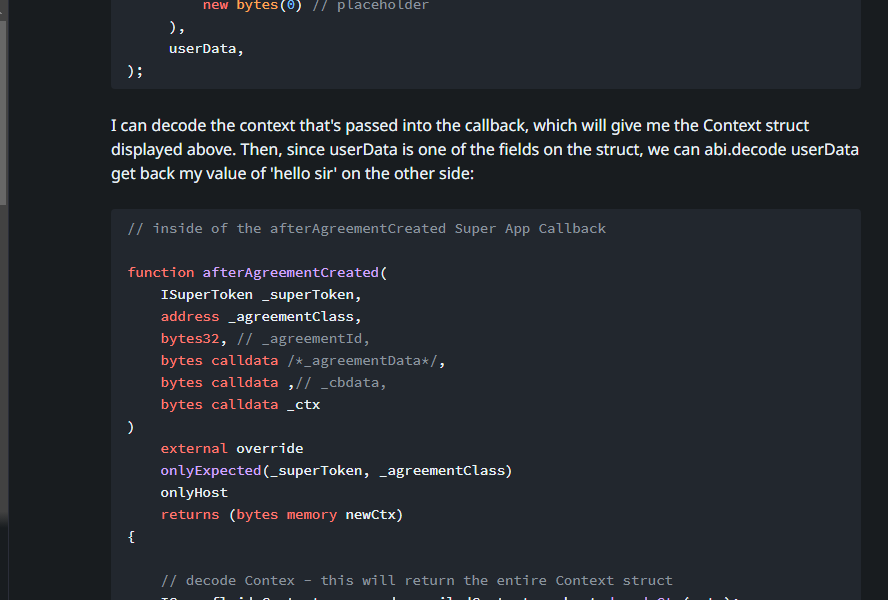 new bytes(0) // placeholder
),
userData,
);
I can decode the context that's passed into the callback, which will give me the Context struct
displayed above. Then, since userData is one of the fields on the struct, we can abi.decode userData
get back my value of 'hello sir' on the other side:
// inside of the afterAgreementCreated Super App Callback
function afterAgreementCreated(
ISuperToken _superToken,
address _agreementClass,
bytes32, // _agreementId,
bytes calldata /*_agreementData*/,
bytes calldata ,// _cbdata,
bytes calldata _ctx
)
external override
onlyExpected(_superToken, _agreementClass)
onlyHost
returns (bytes memory newCtx)
{
// decode Contex - this will return the entire Context struct